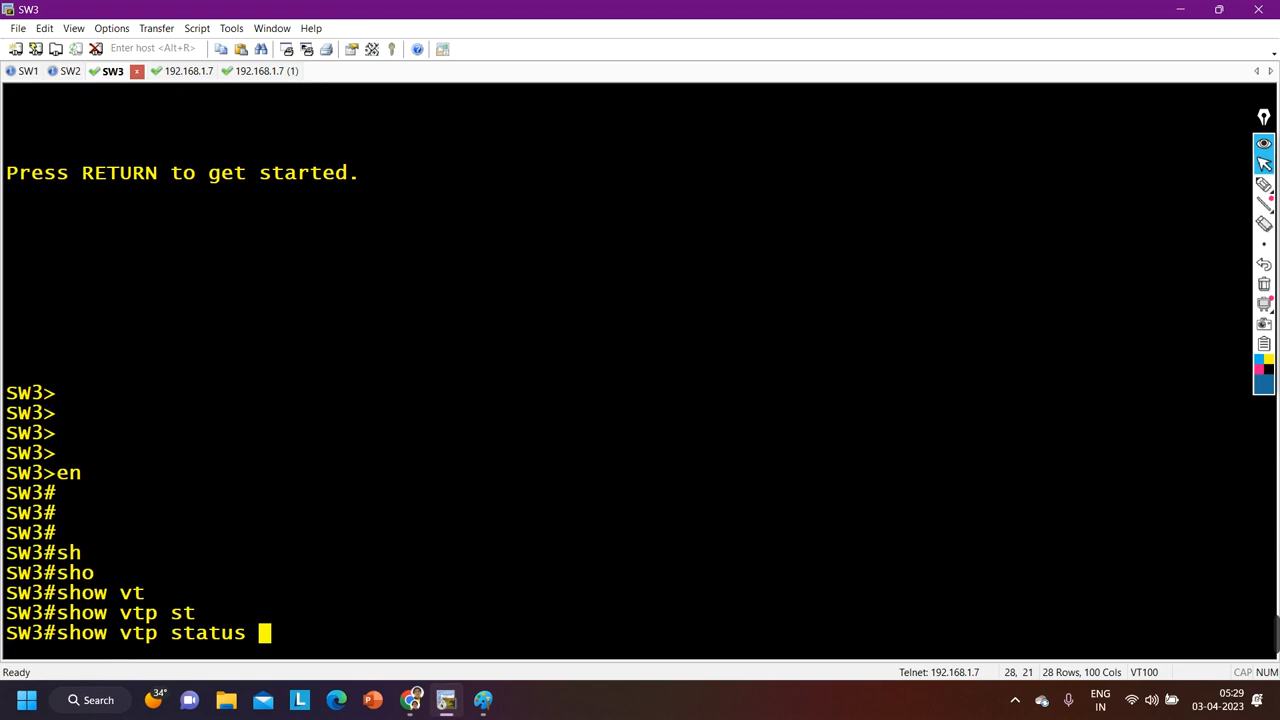 SW3
File Edit View Options Transfer Script Tools Window Help
Enter host <Alt+R>
SW1 SW2 SW3 x 192.168.1.7 192.168.1.7 (1)
Press RETURN to get started.
SW3>
SW3>
SW3>
SW3>
SW3>en
SW3#
SW3#
SW3#
SW3#sh
SW3#sho
SW3#show vt
SW3#show vtp st
SW3#show vtp status
Ready Telnet: 192.168.1.7 28, 21 28 Rows, 100 Cols VT100 CAP NUM
34° Search ENG 05:29
IN 03-04-2023